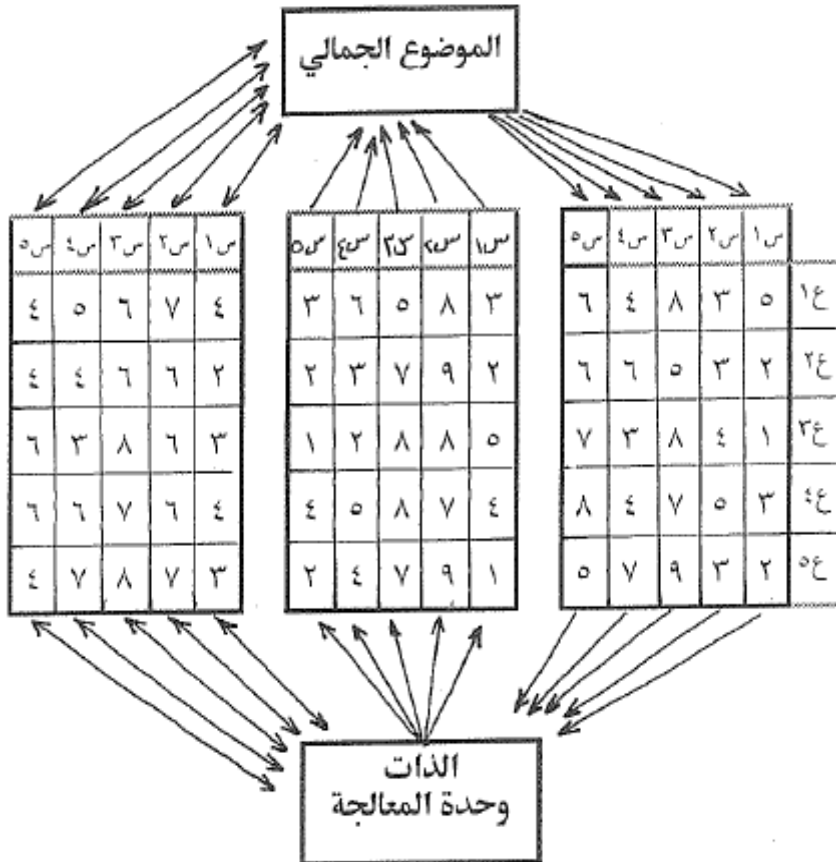 الموضوع الجمالي
س١ س٢ س٣ س٤ س٥
ع١ ٥ ٣ ٨ ٤ ٦
ع٢ ٢ ٣ ٥ ٦ ٦
ع٣ ١ ٤ ٨ ٣ ٧
ع٤ ٣ ٥ ٧ ٤ ٨
ع٥ ٢ ٣ ٩ ٧ ٥
س١ س٢ س٣ س٤ س٥
٣ ٨ ٥ ٦ ٣
٢ ٩ ٧ ٣ ٢
٥ ٨ ٨ ٢ ١
٤ ٧ ٨ ٥ ٤
١ ٩ ٧ ٤ ٢
س١ س٢ س٣ س٤ س٥
٤ ٧ ٦ ٥ ٤
٢ ٦ ٦ ٤ ٤
٣ ٦ ٨ ٣ ٦
٤ ٦ ٧ ٦ ٦
٣ ٧ ٨ ٧ ٤
الذات
وحدة المعالجة